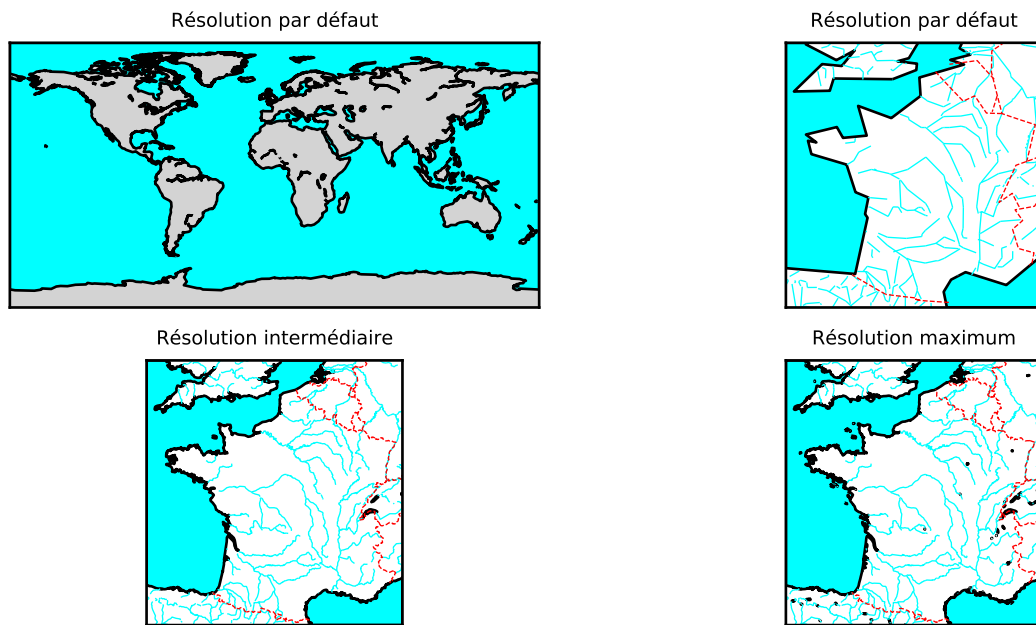 Résolution par défaut
Résolution par défaut
Résolution intermédiaire
Résolution maximum